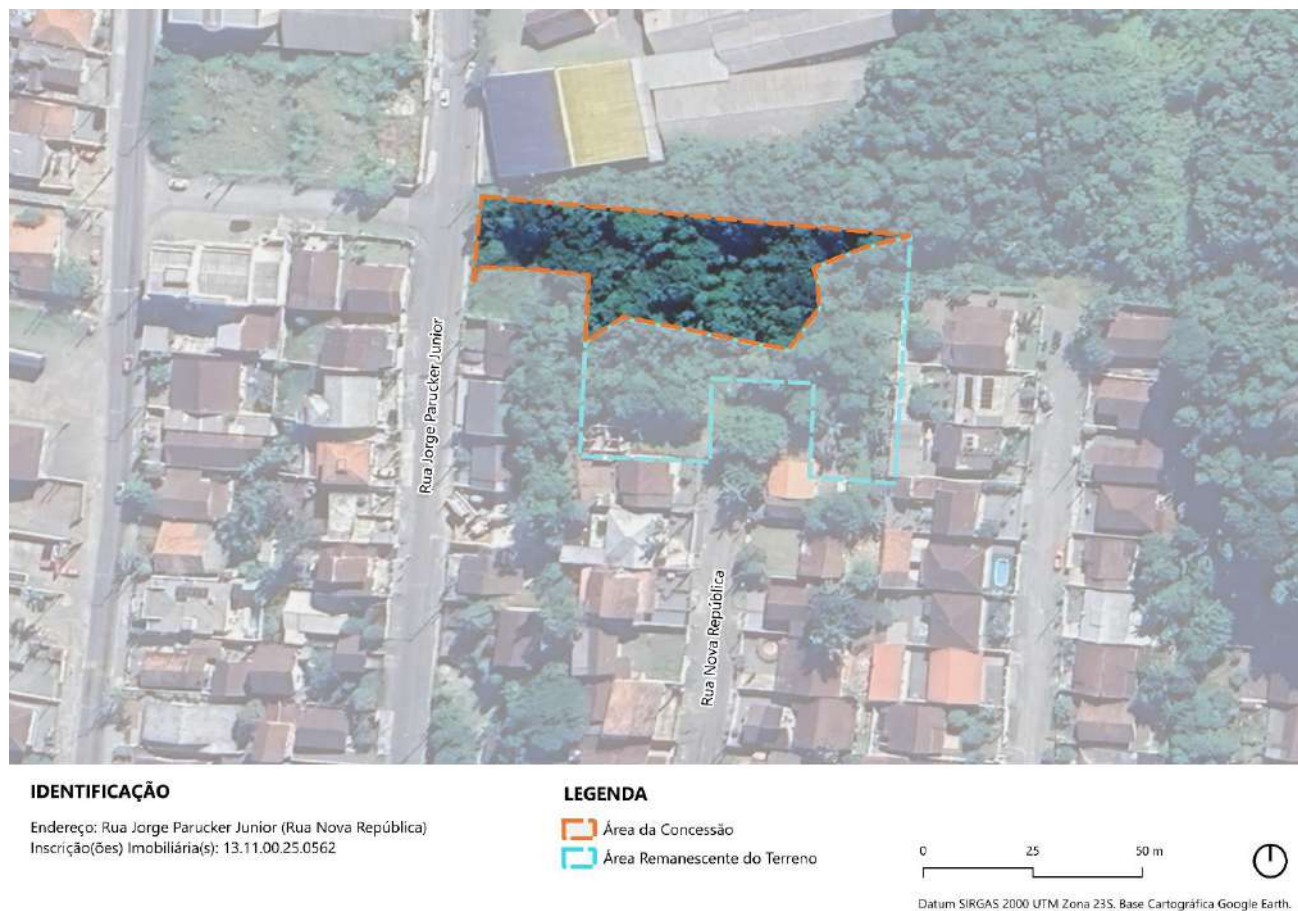 Rua Jorge Parucker Junior
Rua Nova República
IDENTIFICAÇÃO
Endereço: Rua Jorge Parucker Junior (Rua Nova República)
Inscrição(ões) Imobiliária(s): 13.11.00.25.0562
LEGENDA
Área da Concessão
Área Remanescente do Terreno
0 25 50 m
Datum SIRGAS 2000 UTM Zona 23S. Base Cartográfica Google Earth.